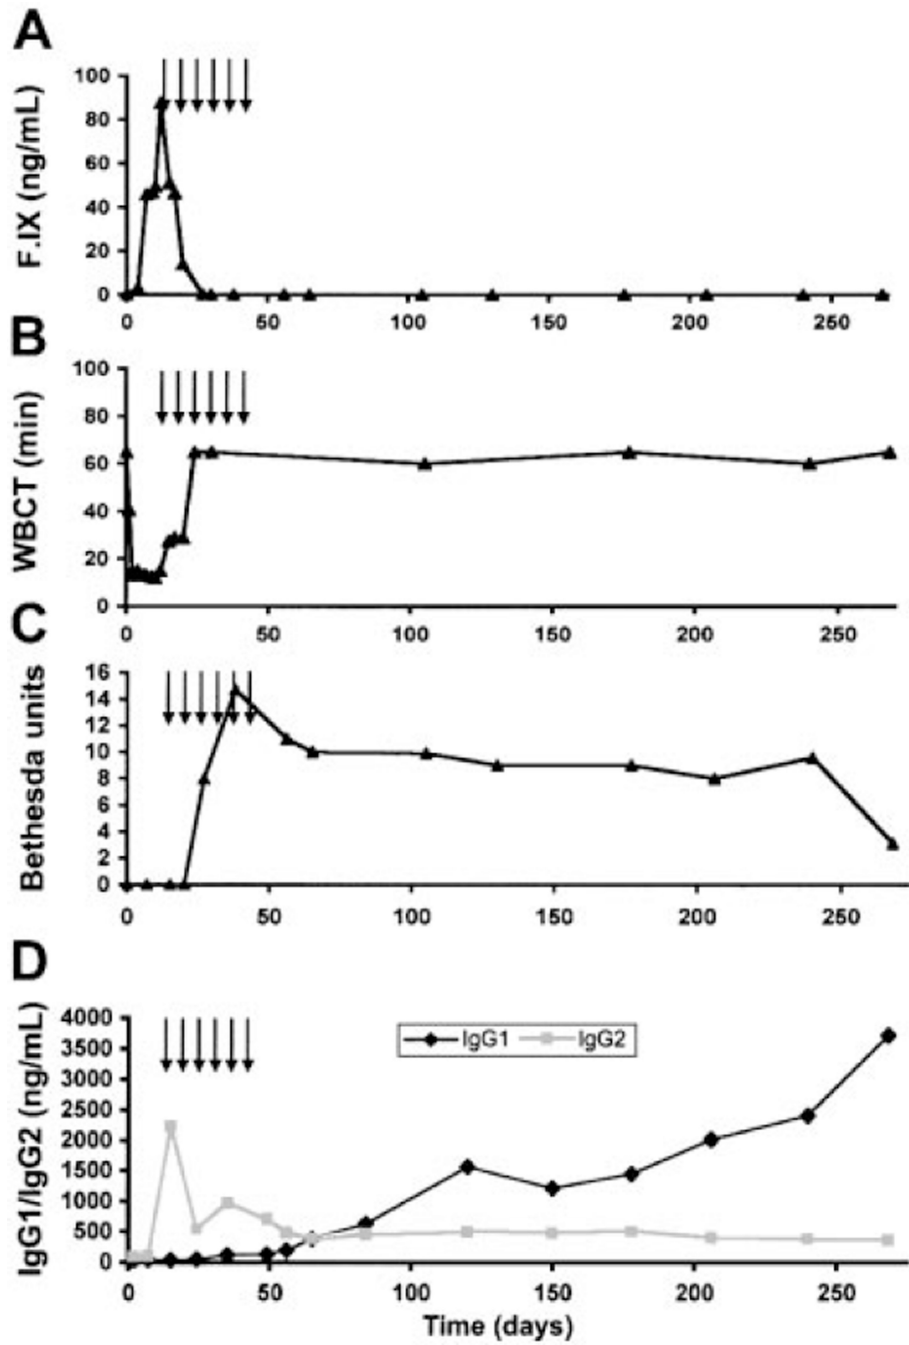 A
F.IX (ng/mL)
100
80
60
40
20
0
0 50 100 150 200 250
B
WBCT (min)
100
80
60
40
20
0
0 50 100 150 200 250
C
Bethesda units
16
14
12
10
8
6
4
2
0
0 50 100 150 200 250
D
IgG1/IgG2 (ng/mL)
4000
3500
3000
2500
2000
1500
1000
500
0
IgG1 IgG2
0 50 100 150 200 250
Time (days)